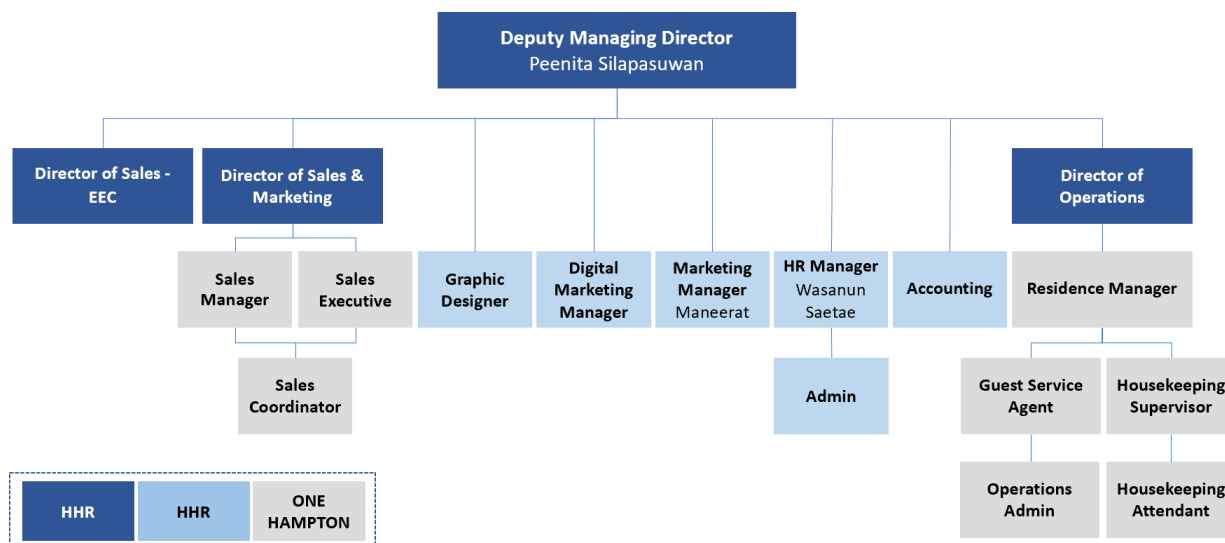 Deputy Managing Director
Peenita Silapasuwan
Director of Sales -
EEC
Director of Sales &
Marketing
Director of
Operations
Sales
Manager
Sales
Executive
Graphic
Designer
Digital
Marketing
Manager
Marketing
Manager
Maneerat
HR Manager
Wasanun
Saetae
Accounting
Residence Manager
Sales
Coordinator
Admin
Guest Service
Agent
Housekeeping
Supervisor
Operations
Admin
Housekeeping
Attendant
HHR
HHR
ONE
HAMPTON